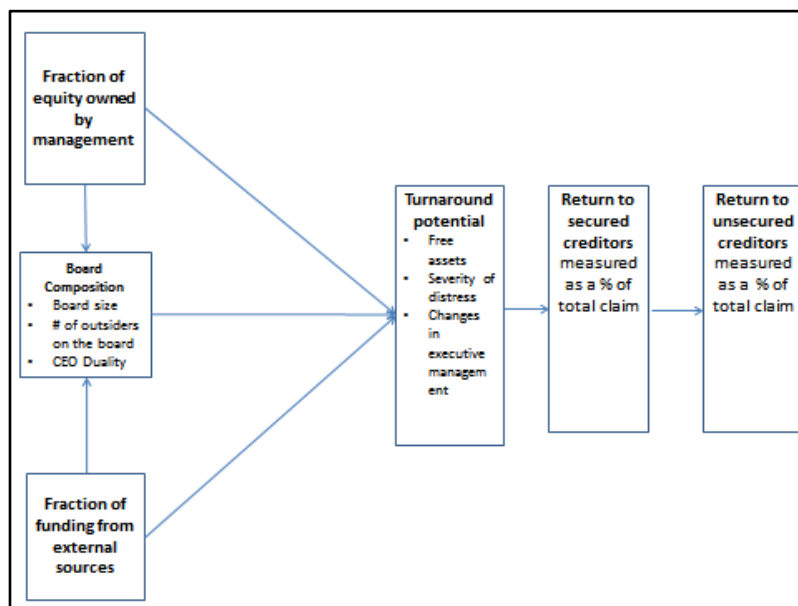 Fraction of
equity owned
by
management
Board
Composition
▪ Board size
▪ # of outsiders
on the board
▪ CEO Duality
Fraction of
funding from
external
sources
Turnaround
potential
▪ Free
assets
▪ Severity of
distress
▪ Changes
in
executive
managem
ent
Return to
secured
creditors
measured
as a % of
total claim
Return to
unsecured
creditors
measured
as a % of
total claim